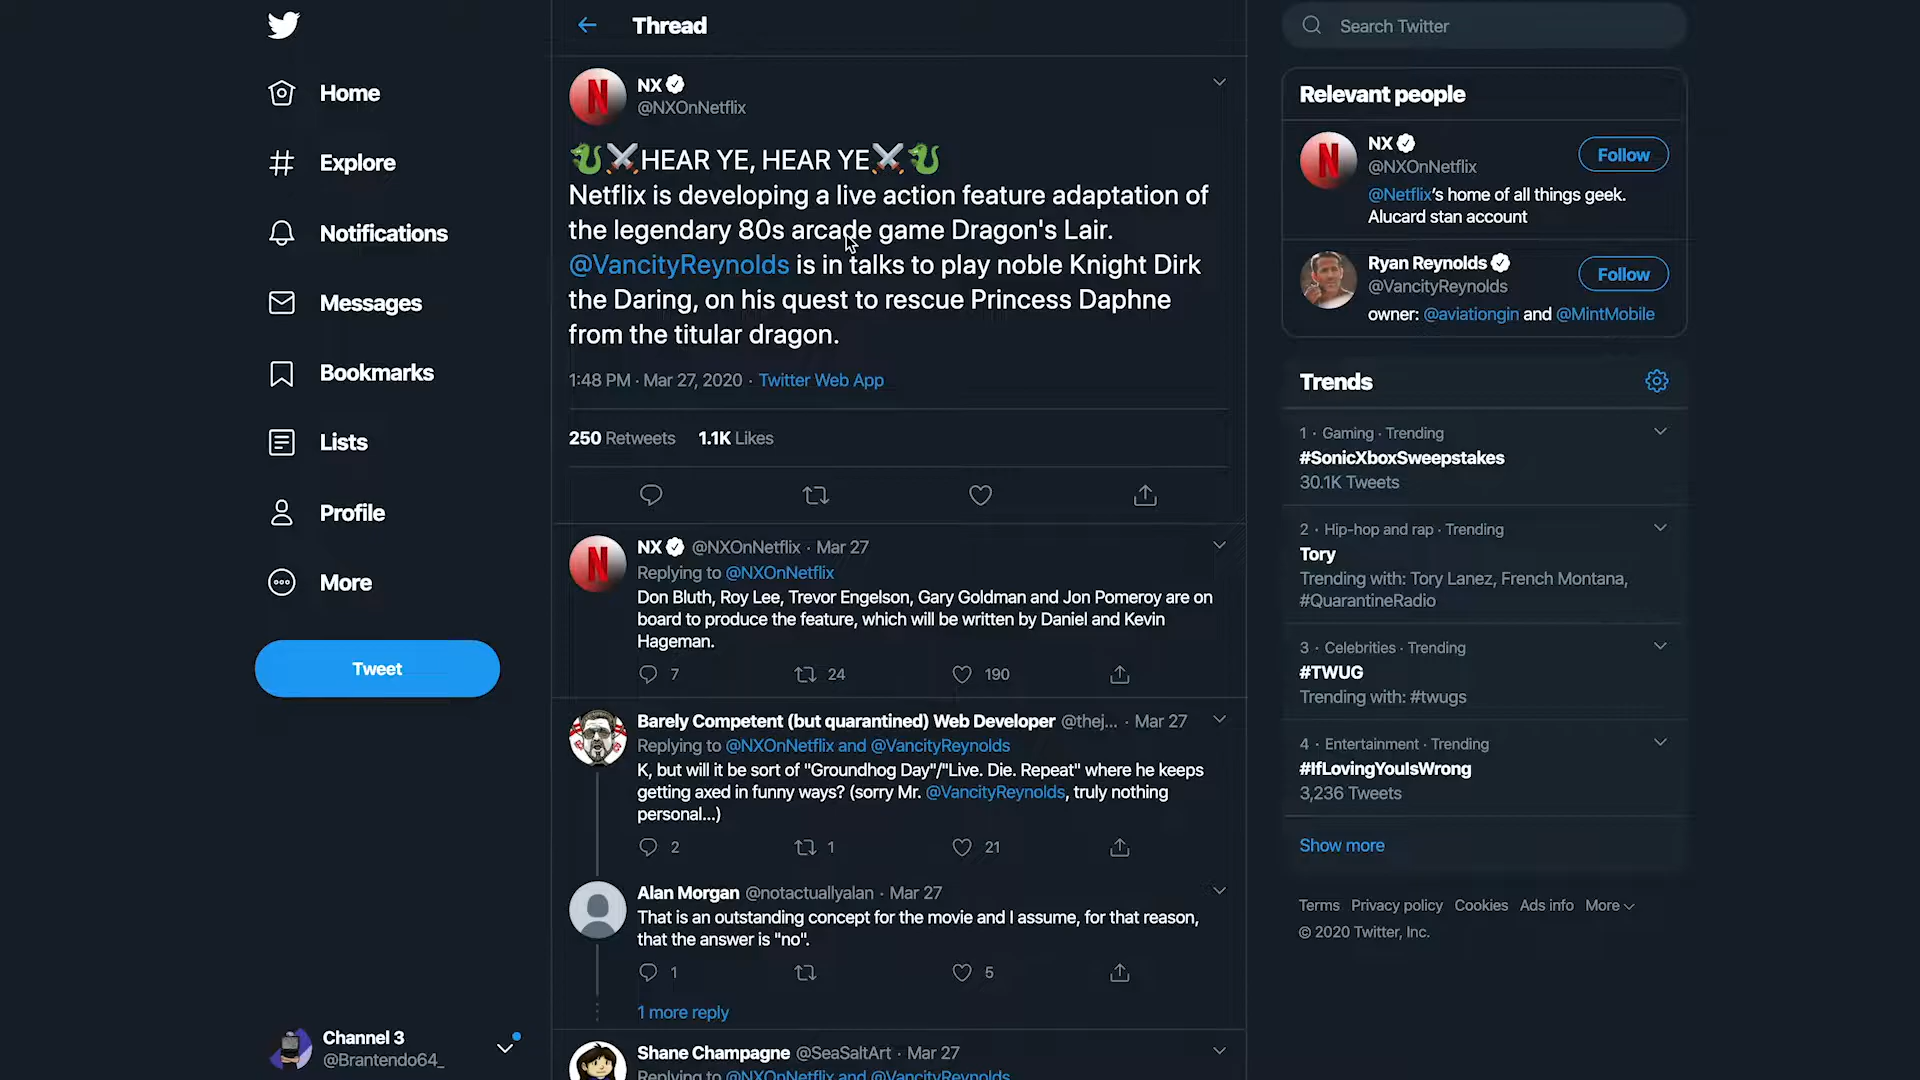 Home
Explore
Notifications
Messages
Bookmarks
Lists
Profile
More
Tweet
Channel 3
@Brantendo64_
Thread
NX
@NXOnNetflix
HEAR YE, HEAR YE
Netflix is developing a live action feature adaptation of
the legendary 80s arcade game Dragon's Lair.
@VancityReynolds is in talks to play noble Knight Dirk
the Daring, on his quest to rescue Princess Daphne
from the titular dragon.
1:48 PM · Mar 27, 2020 · Twitter Web App
250 Retweets 1.1K Likes
NX @NXOnNetflix · Mar 27
Replying to @NXOnNetflix
Don Bluth, Roy Lee, Trevor Engelson, Gary Goldman and Jon Pomeroy are on
board to produce the feature, which will be written by Daniel and Kevin
Hageman.
7 24 190
Barely Competent (but quarantined) Web Developer @thej... · Mar 27
Replying to @NXOnNetflix and @VancityReynolds
K, but will it be sort of "Groundhog Day"/"Live. Die. Repeat" where he keeps
getting axed in funny ways? (sorry Mr. @VancityReynolds, truly nothing
personal...)
2 1 21
Alan Morgan @notactuallyalan · Mar 27
That is an outstanding concept for the movie and I assume, for that reason,
that the answer is "no".
1 5
1 more reply
Shane Champagne @SeaSaltArt · Mar 27
Replying to @NXOnNetflix and @VancityReynolds
Search Twitter
Relevant people
NX
@NXOnNetflix
Follow
@Netflix's home of all things geek.
Alucard stan account
Ryan Reynolds
@VancityReynolds
Follow
owner: @aviationgin and @MintMobile
Trends
1 · Gaming · Trending
#SonicXboxSweepstakes
30.1K Tweets
2 · Hip-hop and rap · Trending
Tory
Trending with: Tory Lanez, French Montana,
#QuarantineRadio
3 · Celebrities · Trending
#TWUG
Trending with: #twugs
4 · Entertainment · Trending
#IfLovingYouIsWrong
3,236 Tweets
Show more
Terms Privacy policy Cookies Ads info More
© 2020 Twitter, Inc.